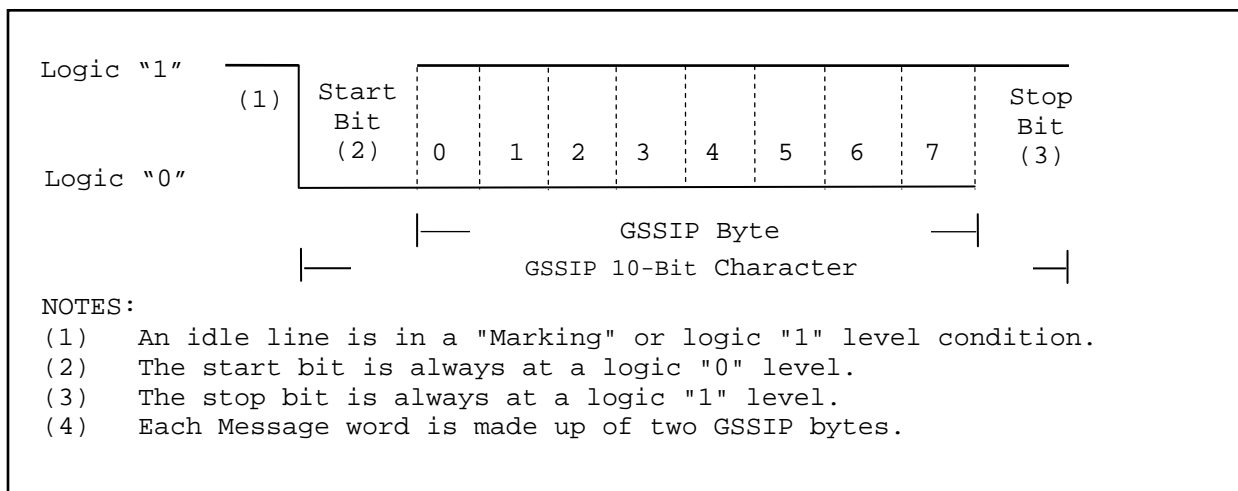 Logic “1”
(1)
Start
Bit
(2)
0 1 2 3 4 5 6 7
Stop
Bit
(3)
Logic “0”
GSSIP Byte
GSSIP 10-Bit Character
NOTES:
(1) An idle line is in a "Marking" or logic "1" level condition.
(2) The start bit is always at a logic "0" level.
(3) The stop bit is always at a logic "1" level.
(4) Each Message word is made up of two GSSIP bytes.